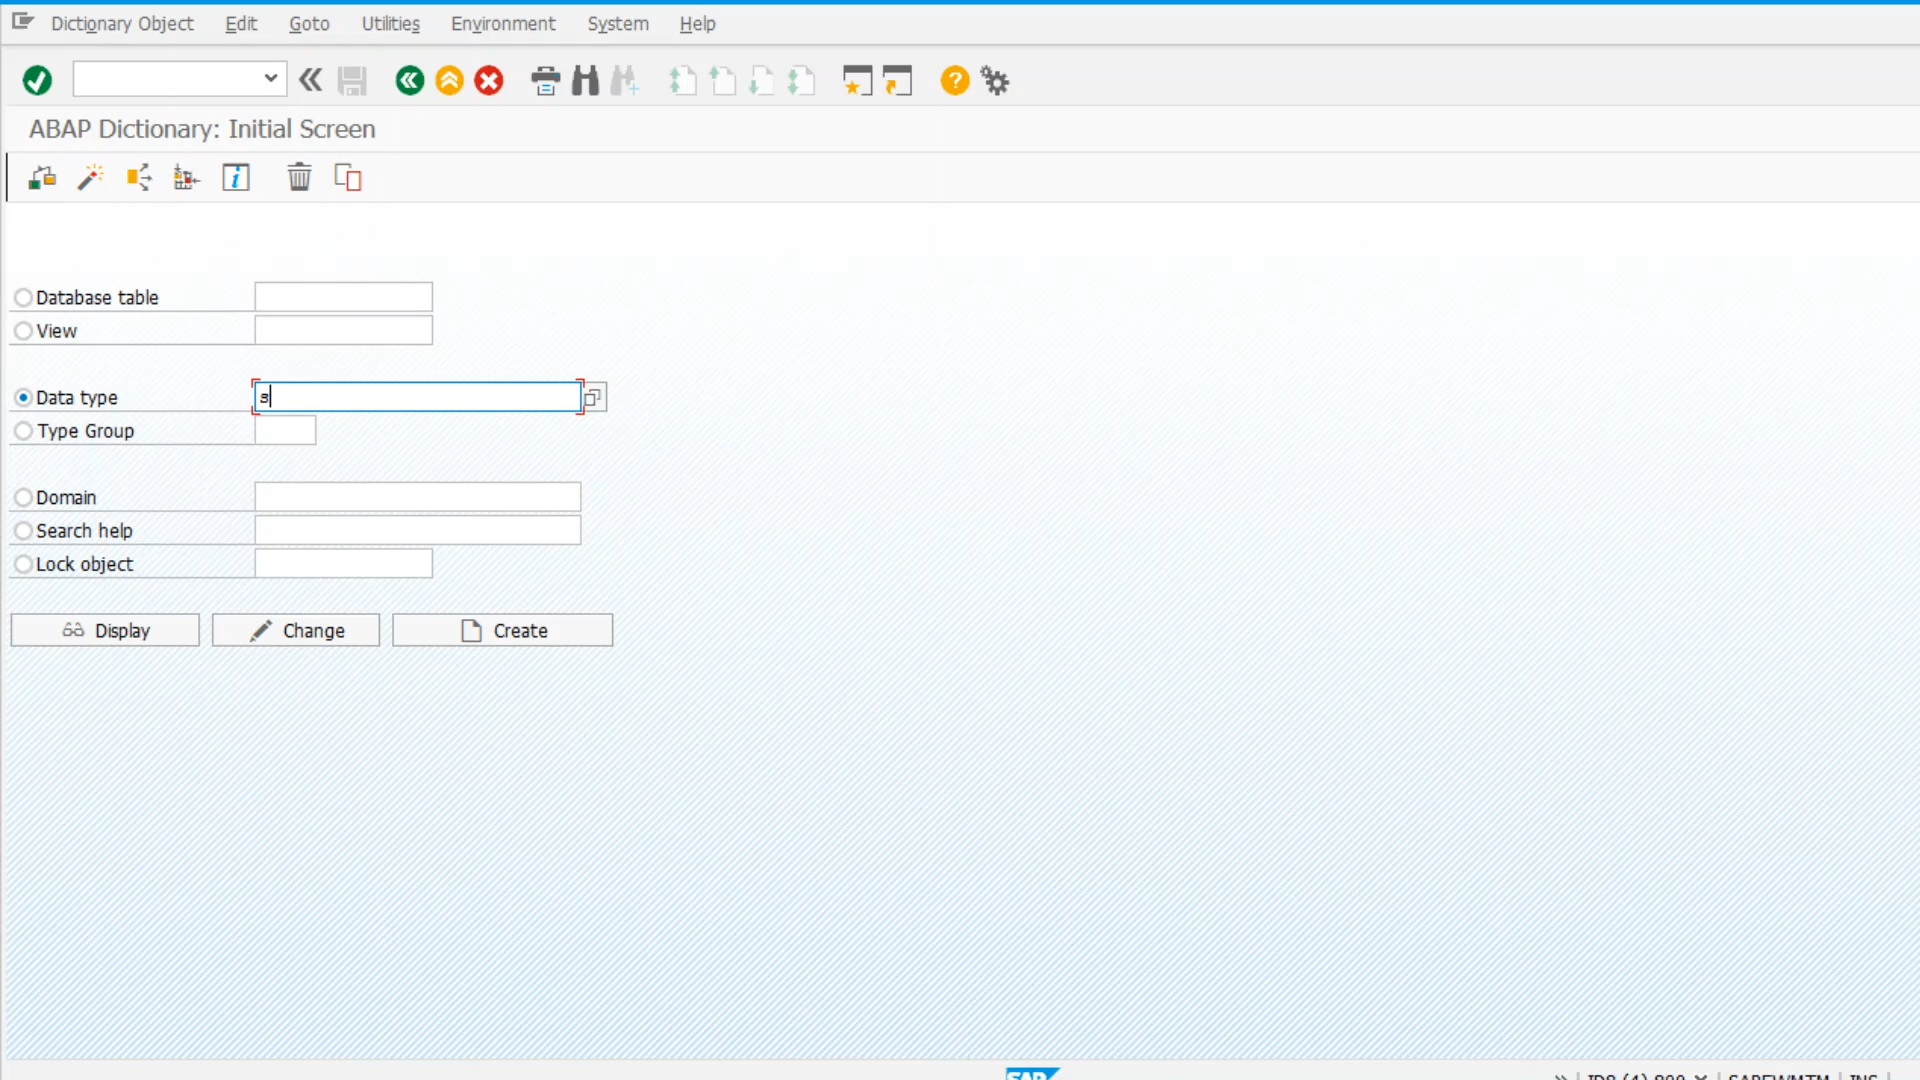 Dictionary Object Edit Goto Utilities Environment System Help
ABAP Dictionary: Initial Screen
Database table
View
Data type s
Type Group
Domain
Search help
Lock object
Display Change Create
SAP